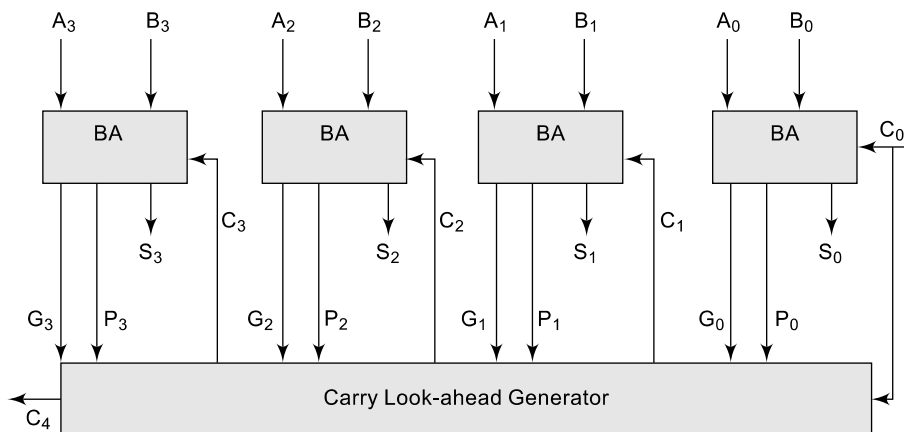 A₃ B₃ A₂ B₂ A₁ B₁ A₀ B₀
BA BA BA BA C₀
C₃ C₂ C₁
S₃ S₂ S₁ S₀
G₃ P₃ G₂ P₂ G₁ P₁ G₀ P₀
Carry Look-ahead Generator
C₄